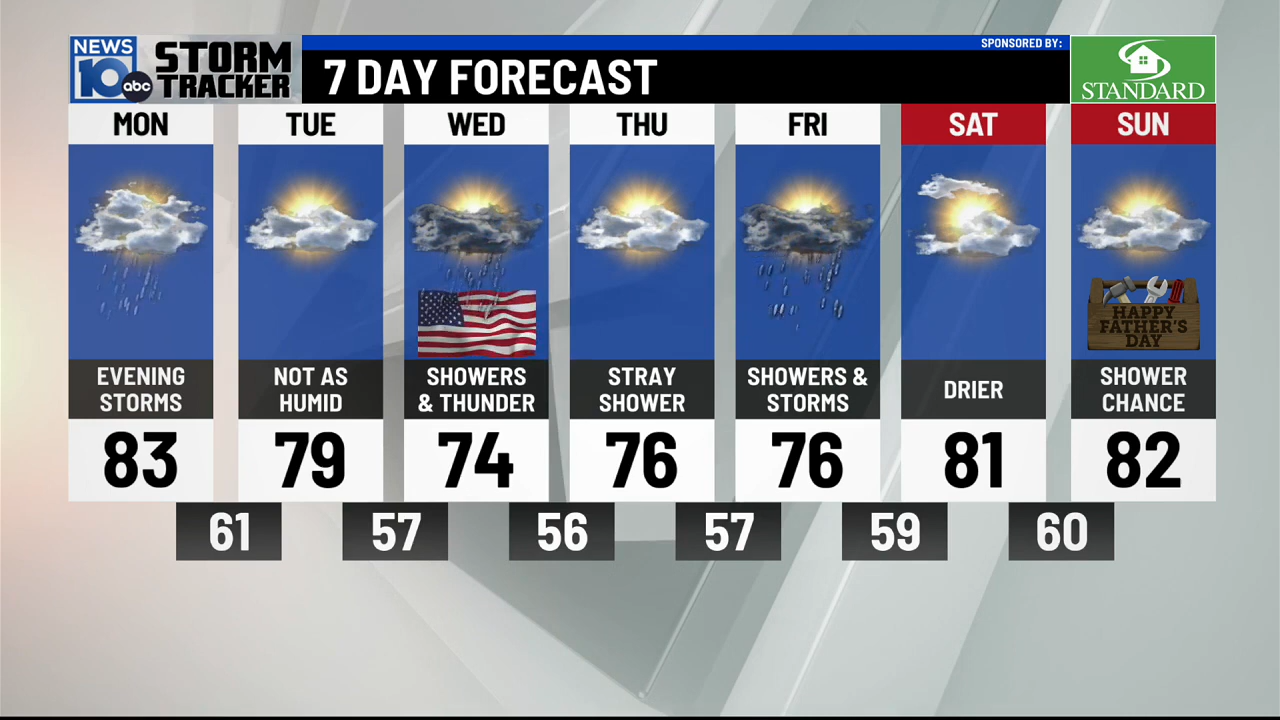 NEWS
10
abc
STORM
TRACKER
7 DAY FORECAST
SPONSORED BY:
STANDARD
MON
TUE
WED
THU
FRI
SAT
SUN
HAPPY
FATHER'S
DAY
EVENING
STORMS
NOT AS
HUMID
SHOWERS
& THUNDER
STRAY
SHOWER
SHOWERS &
STORMS
DRIER
SHOWER
CHANCE
83
79
74
76
76
81
82
61
57
56
57
59
60